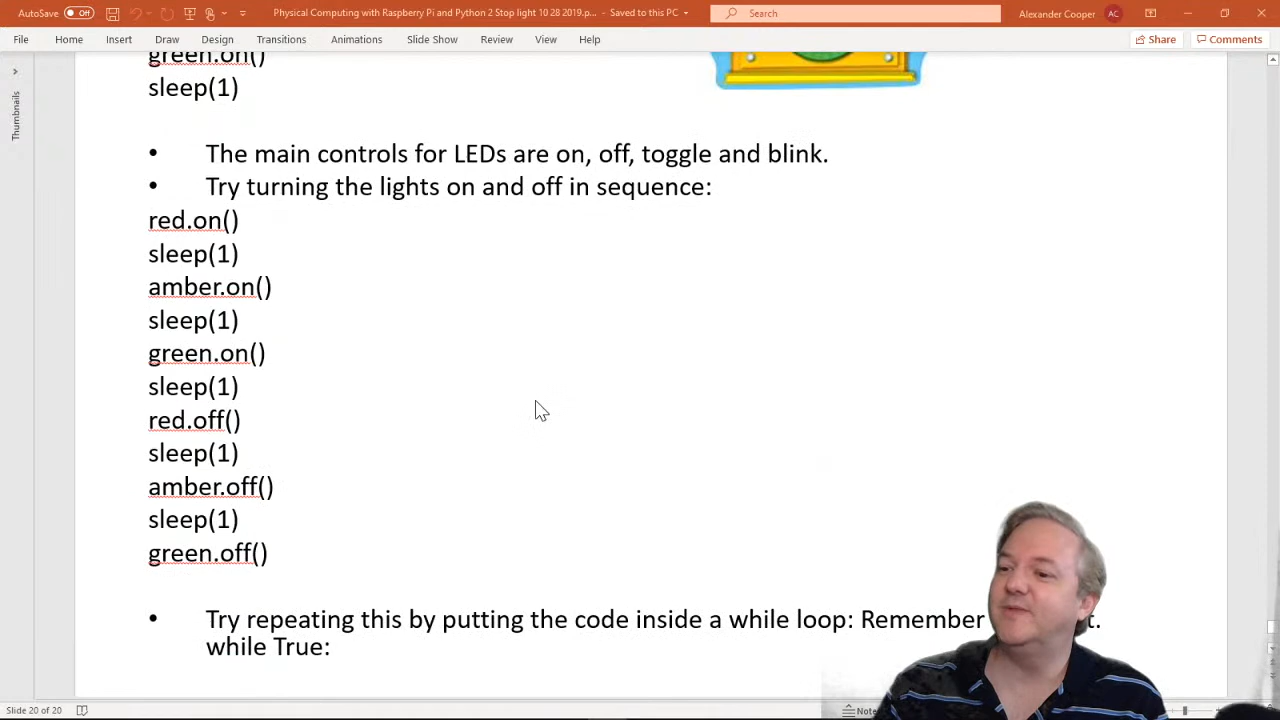 AutoSave Off Physical Computing with Raspberry Pi and Python 2 Stop light 10 28 2019.p... - Saved to this PC Search Alexander Cooper AC
File Home Insert Draw Design Transitions Animations Slide Show Review View Help Share Comments
Thumbnails
green.on()
sleep(1)
• The main controls for LEDs are on, off, toggle and blink.
• Try turning the lights on and off in sequence:
red.on()
sleep(1)
amber.on()
sleep(1)
green.on()
sleep(1)
red.off()
sleep(1)
amber.off()
sleep(1)
green.off()
• Try repeating this by putting the code inside a while loop: Remember
while True:
Slide 20 of 20